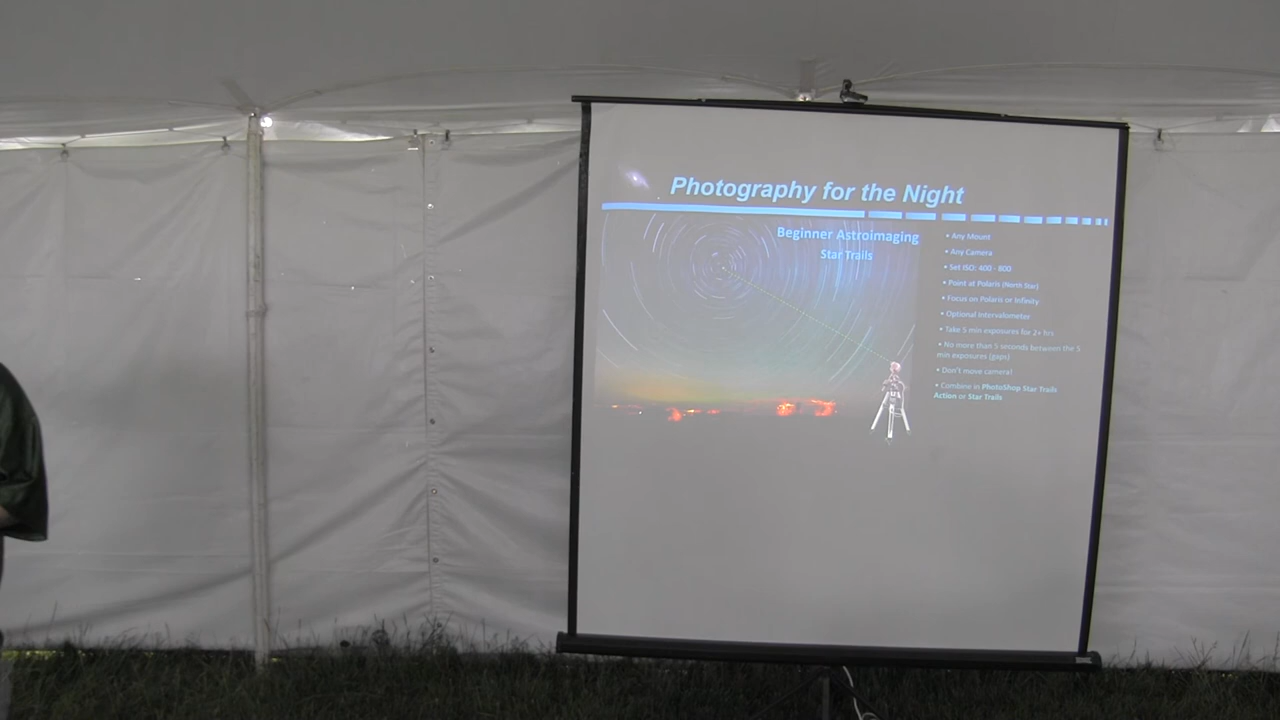 Photography for the Night
Beginner Astroimaging
Star Trails
• Any Mount
• Any Camera
• Set ISO: 400 - 800
• Point at Polaris (North Star)
• Focus on Polaris or Infinity
• Optional Intervalometer
• Take 5 min exposures for 2+ hrs
• No more than 5 seconds between the 5
min exposures (gaps)
• Don't move camera!
• Combine in PhotoShop Star Trails
Action or Star Trails